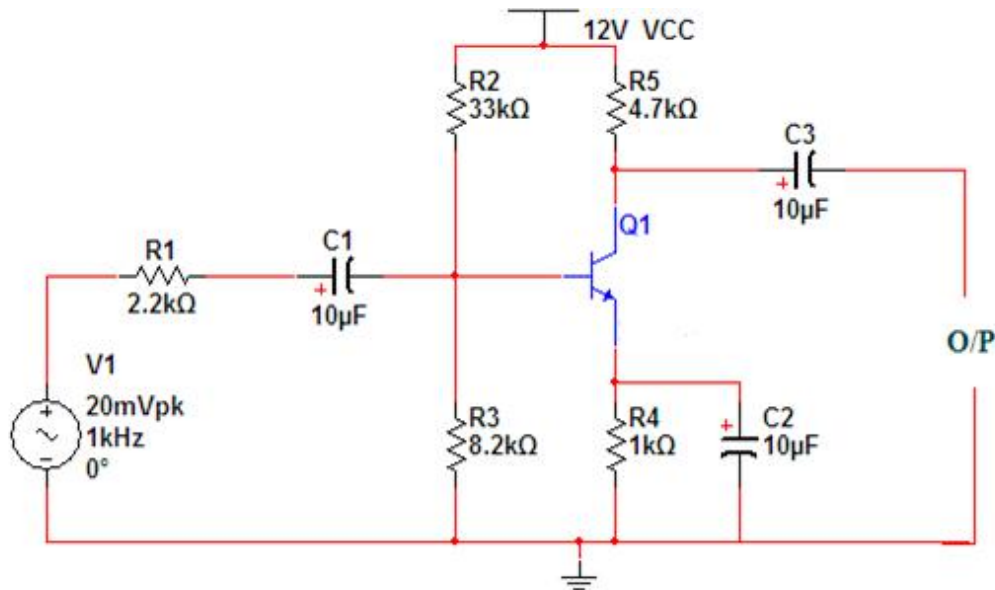 12V VCC
R2
33kΩ
R5
4.7kΩ
C3
+
10µF
Q1
R1
2.2kΩ
C1
+
10µF
O/P
V1
+
20mVpk
1kHz
0°
R3
8.2kΩ
R4
1kΩ
+
C2
10µF